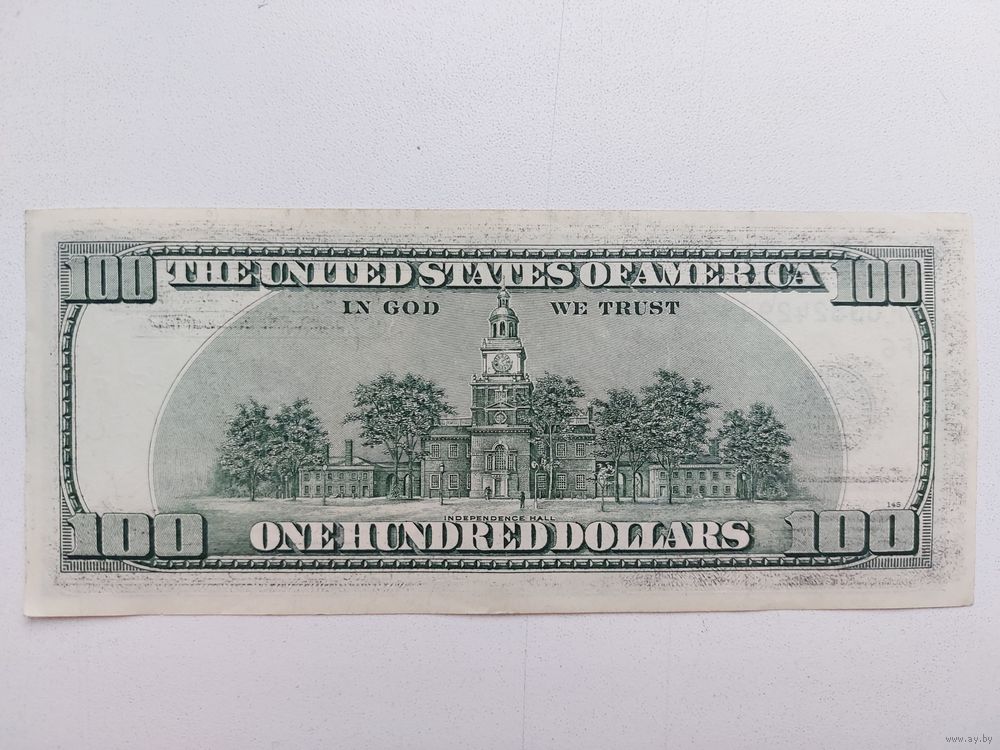 100 THE UNITED STATES OF AMERICA 100
IN GOD WE TRUST
148
INDEPENDENCE HALL
100 ONE HUNDRED DOLLARS 100
www.ay.by